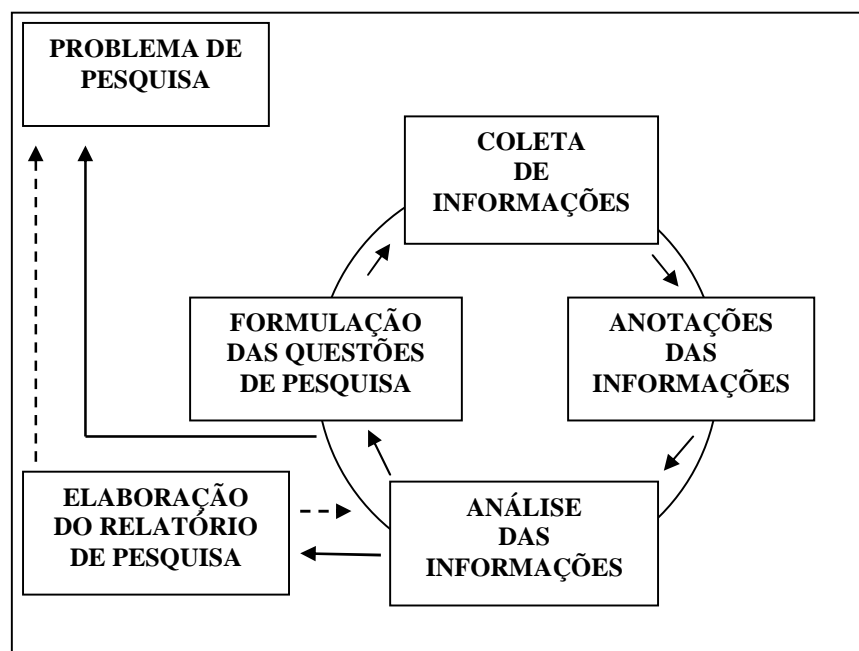 PROBLEMA DE
PESQUISA
COLETA
DE
INFORMAÇÕES
FORMULAÇÃO
DAS QUESTÕES
DE PESQUISA
ANOTAÇÕES
DAS
INFORMAÇÕES
ELABORAÇÃO
DO RELATÓRIO
DE PESQUISA
ANÁLISE
DAS
INFORMAÇÕES